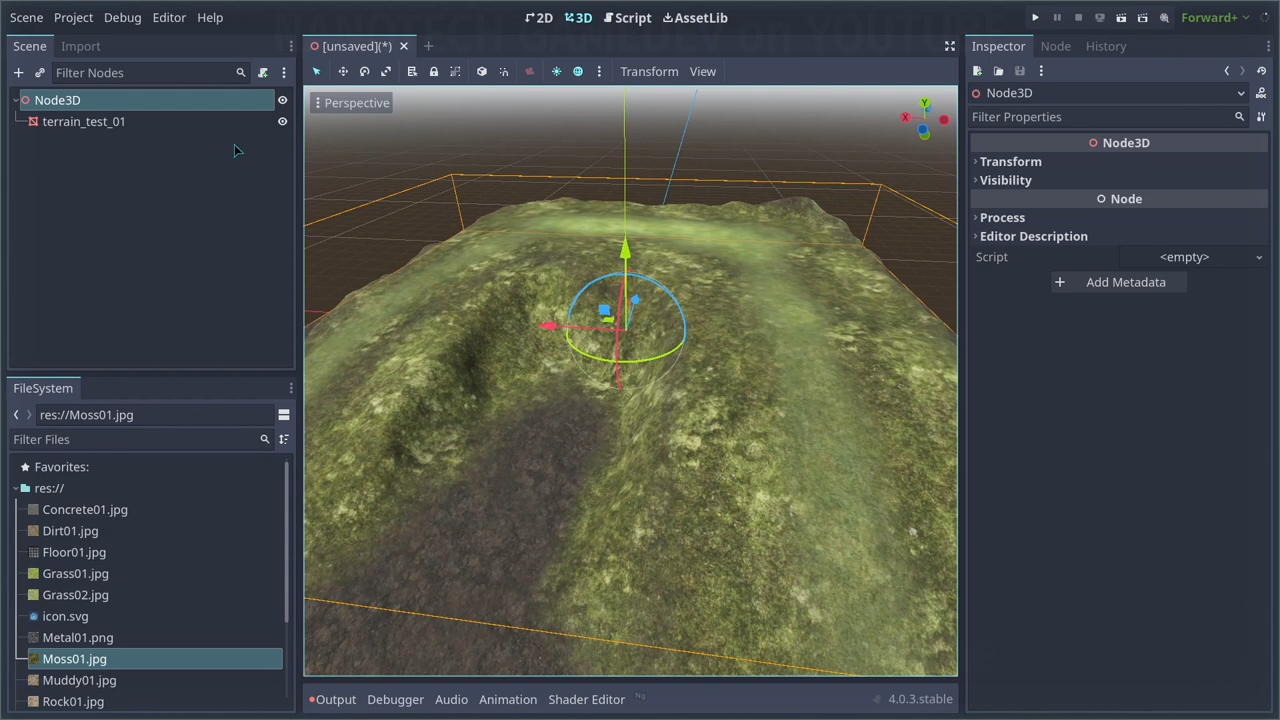 Scene Project Debug Editor Help
2D 3D Script AssetLib
Forward+
Scene Import
[unsaved](*)
Inspector Node History
Filter Nodes
Transform View
Node3D
terrain_test_01
Perspective
Y
X
Node3D
Filter Properties
Node3D
Transform
Visibility
Node
Process
Editor Description
Script <empty>
Add Metadata
FileSystem
res://Moss01.jpg
Filter Files
Favorites:
res://
Concrete01.jpg
Dirt01.jpg
Floor01.jpg
Grass01.jpg
Grass02.jpg
icon.svg
Metal01.png
Moss01.jpg
Muddy01.jpg
Rock01.jpg
Output Debugger Audio Animation Shader Editor
4.0.3.stable